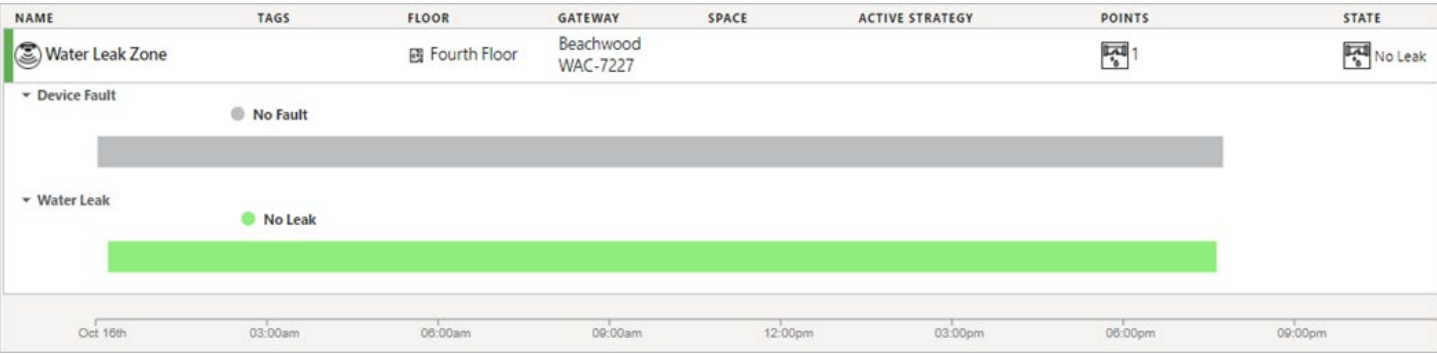 NAME TAGS FLOOR GATEWAY SPACE ACTIVE STRATEGY POINTS STATE
Water Leak Zone Fourth Floor Beachwood WAC-7227 1 No Leak
Device Fault
No Fault
Water Leak
No Leak
Oct 16th 03:00am 06:00am 09:00am 12:00pm 03:00pm 06:00pm 09:00pm